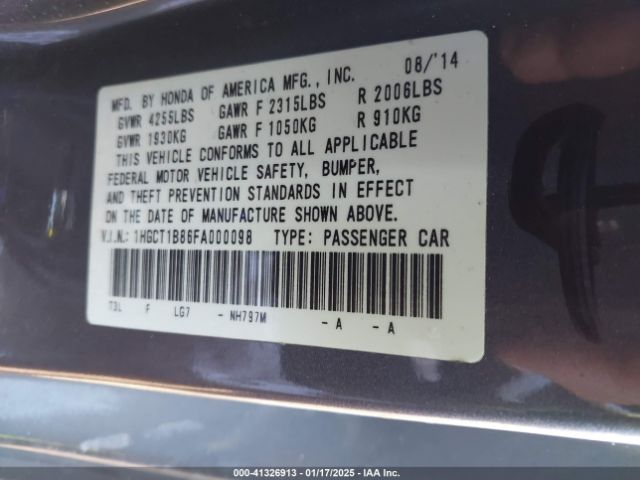 MFD. BY HONDA OF AMERICA MFG., INC. 08/'14
GVWR 4255LBS GAWR F 2315LBS R 2006LBS
GVWR 1930KG GAWR F 1050KG R 910KG
THIS VEHICLE CONFORMS TO ALL APPLICABLE
FEDERAL MOTOR VEHICLE SAFETY, BUMPER,
AND THEFT PREVENTION STANDARDS IN EFFECT
ON THE DATE OF MANUFACTURE SHOWN ABOVE.
V.I.N.: 1HGCT1B86FA000098 TYPE: PASSENGER CAR
T3L F LG7 - NH797M - A - A
000-41326913 - 01/17/2025 - IAA Inc.